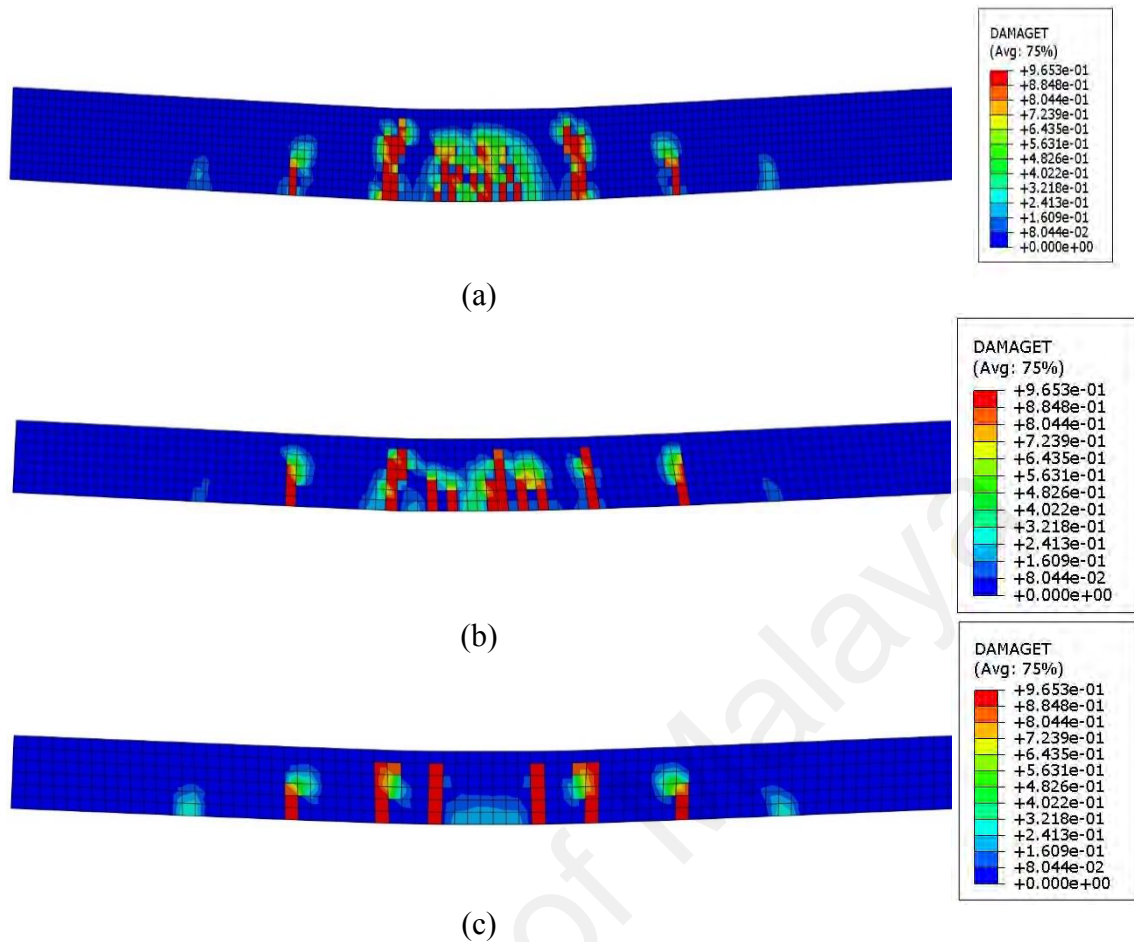 DAMAGET
(Avg: 75%)
+9.653e-01
+8.848e-01
+8.044e-01
+7.239e-01
+6.435e-01
+5.631e-01
+4.826e-01
+4.022e-01
+3.218e-01
+2.413e-01
+1.609e-01
+8.044e-02
+0.000e+00
(a)
DAMAGET
(Avg: 75%)
+9.653e-01
+8.848e-01
+8.044e-01
+7.239e-01
+6.435e-01
+5.631e-01
+4.826e-01
+4.022e-01
+3.218e-01
+2.413e-01
+1.609e-01
+8.044e-02
+0.000e+00
(b)
DAMAGET
(Avg: 75%)
+9.653e-01
+8.848e-01
+8.044e-01
+7.239e-01
+6.435e-01
+5.631e-01
+4.826e-01
+4.022e-01
+3.218e-01
+2.413e-01
+1.609e-01
+8.044e-02
+0.000e+00
(c)
of Malaya